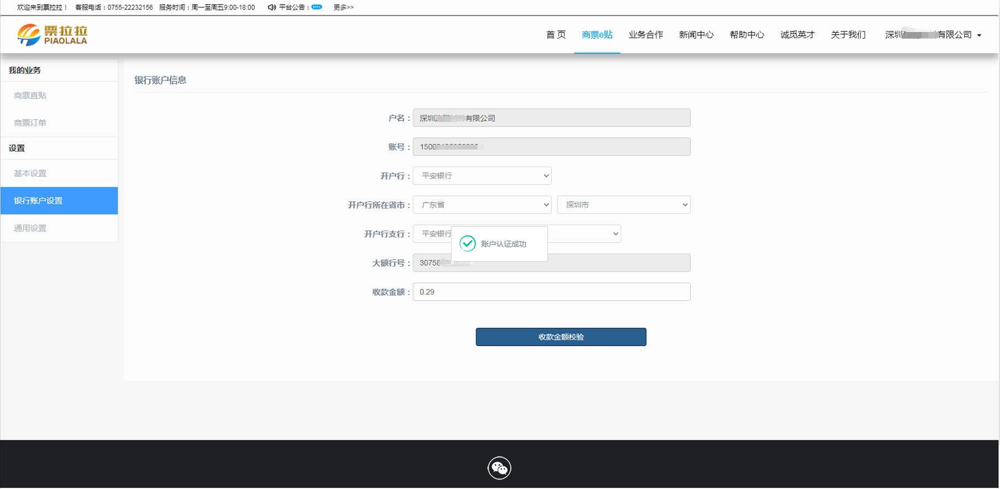 欢迎来到票拉拉！ 客服电话：0755-22232156 服务时间：周一至周五9:00-18:00 平台公告： NEWS 更多>>
票拉拉
PIAOLALA
首 页 商票e贴 业务合作 新闻中心 帮助中心 诚觅英才 关于我们 深圳 有限公司
我的业务
商票直贴
商票订单
设置
基本设置
银行账户设置
通用设置
银行账户信息
户名： 深圳 有限公司
账号： 1500
开户行： 平安银行
开户行所在省市： 广东省 深圳市
开户行支行： 平安银行
账户认证成功
大额行号： 30758
收款金额： 0.29
收款金额校验